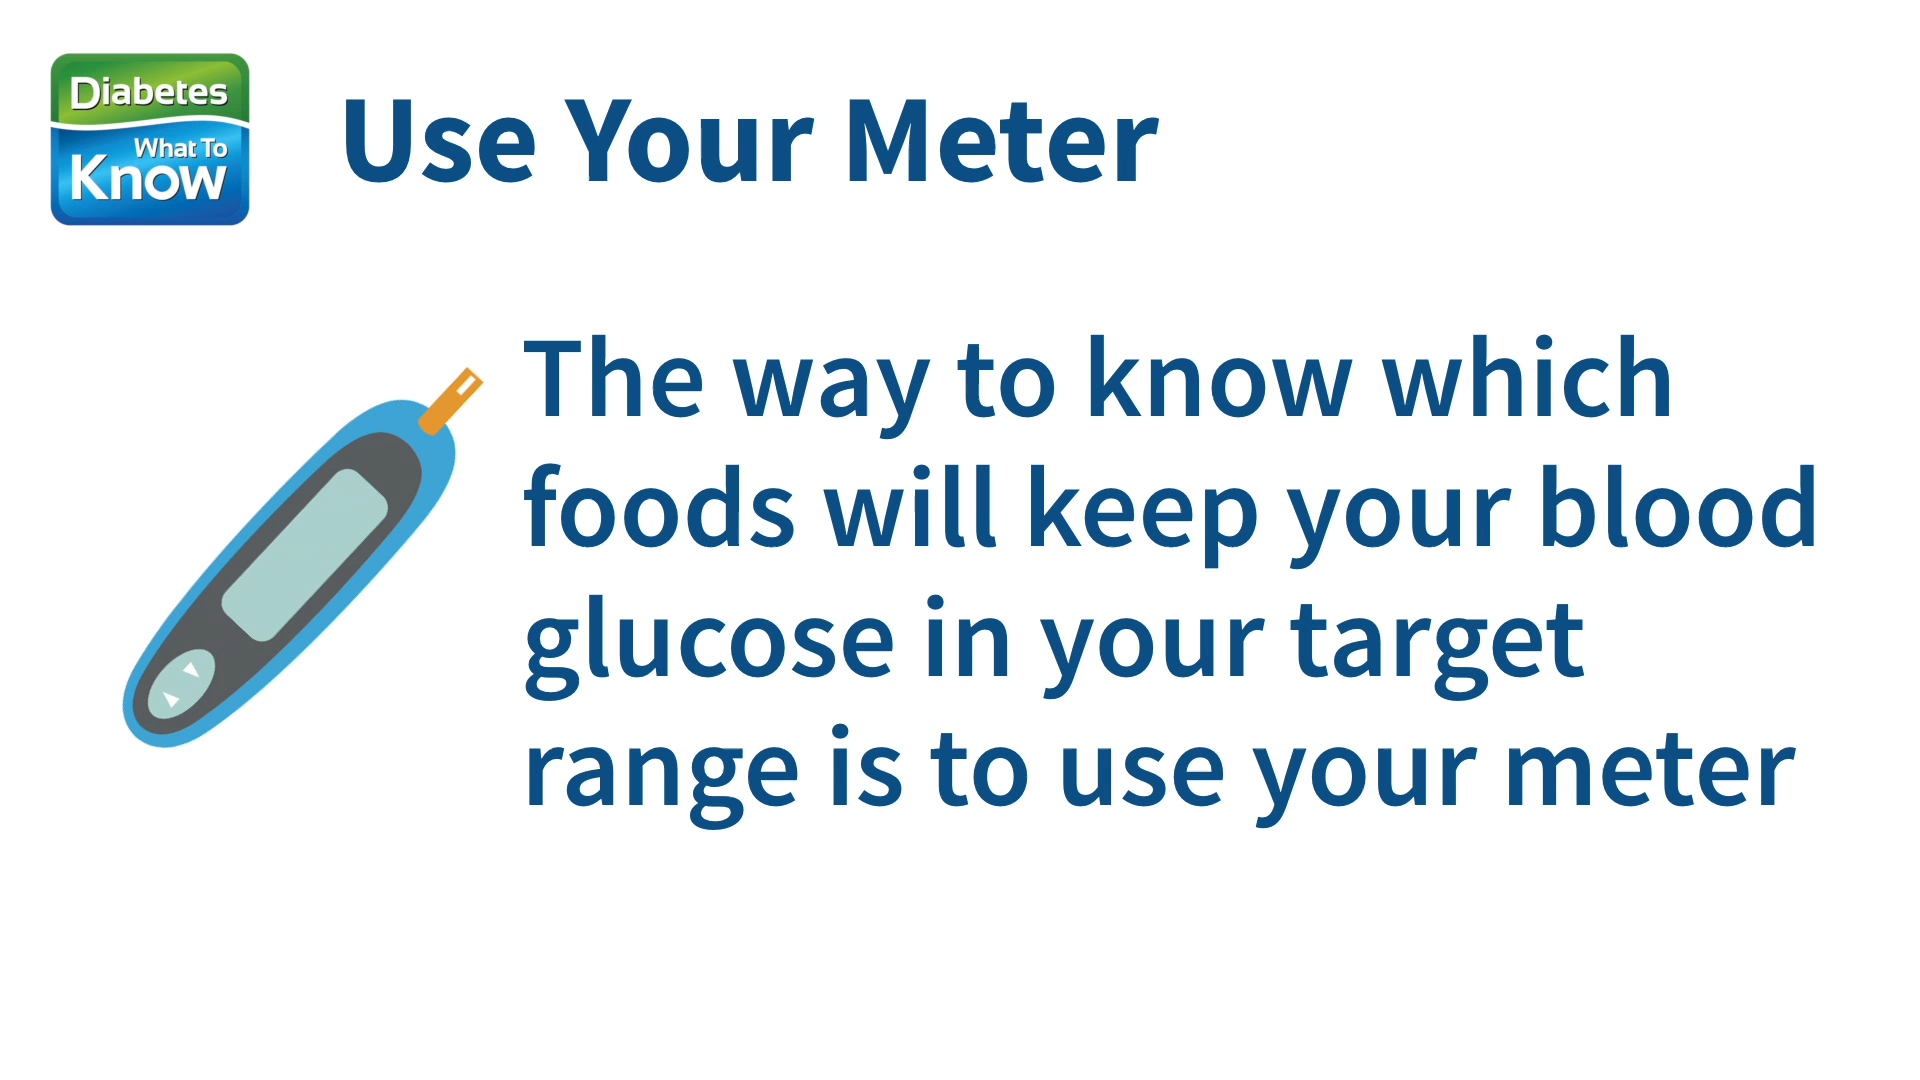 Diabetes
What To
Know
Use Your Meter
The way to know which
foods will keep your blood
glucose in your target
range is to use your meter